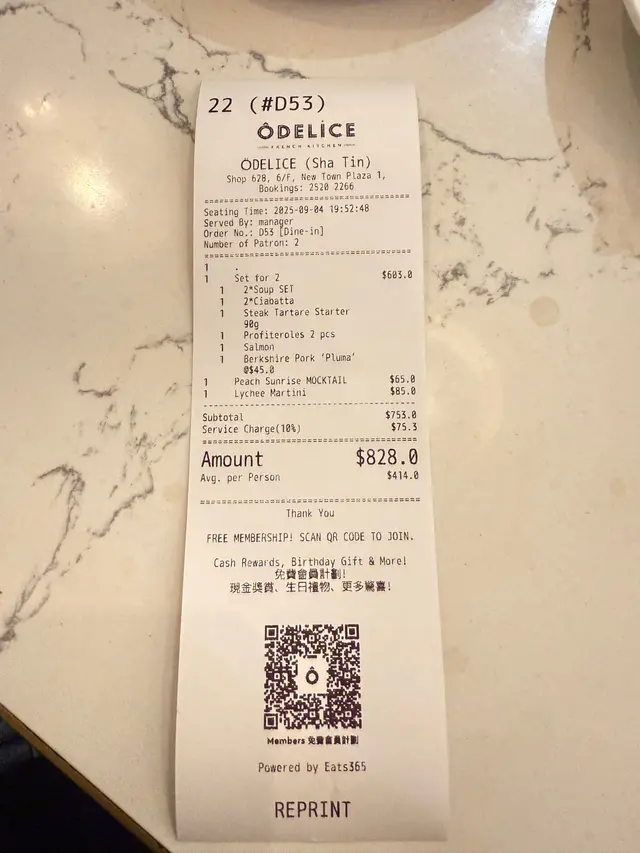 22 (#D53)
ÔDELİCE
FRENCH KITCHEN
ÔDELICE (Sha Tin)
Shop 628, 6/F, New Town Plaza 1,
Bookings: 2520 2266
Seating Time: 2025-09-04 19:52:48
Served By: manager
Order No.: D53 [Dine-in]
Number of Patron: 2
1 .
1 Set for 2 $603.0
1 2*Soup SET
1 2*Ciabatta
1 Steak Tartare Starter
90g
1 Profiteroles 2 pcs
1 Salmon
1 Berkshire Pork 'Pluma'
@$45.0
1 Peach Sunrise MOCKTAIL $65.0
1 Lychee Martini $85.0
Subtotal $753.0
Service Charge(10%) $75.3
Amount $828.0
Avg. per Person $414.0
Thank You
FREE MEMBERSHIP! SCAN QR CODE TO JOIN.
Cash Rewards, Birthday Gift & More!
免費會員計劃!
現金獎賞、生日禮物、更多驚喜!
Ô
Members 免費會員計劃
Powered by Eats365
REPRINT